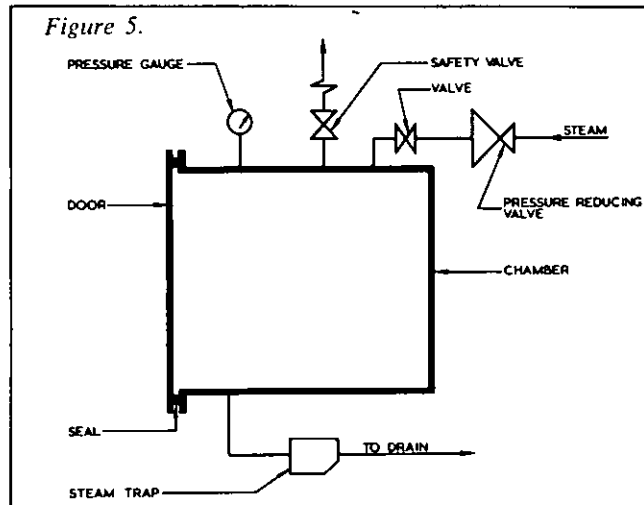 Figure 5.
PRESSURE GAUGE
SAFETY VALVE
VALVE
STEAM
PRESSURE REDUCING
VALVE
DOOR
CHAMBER
SEAL
TO DRAIN
STEAM TRAP